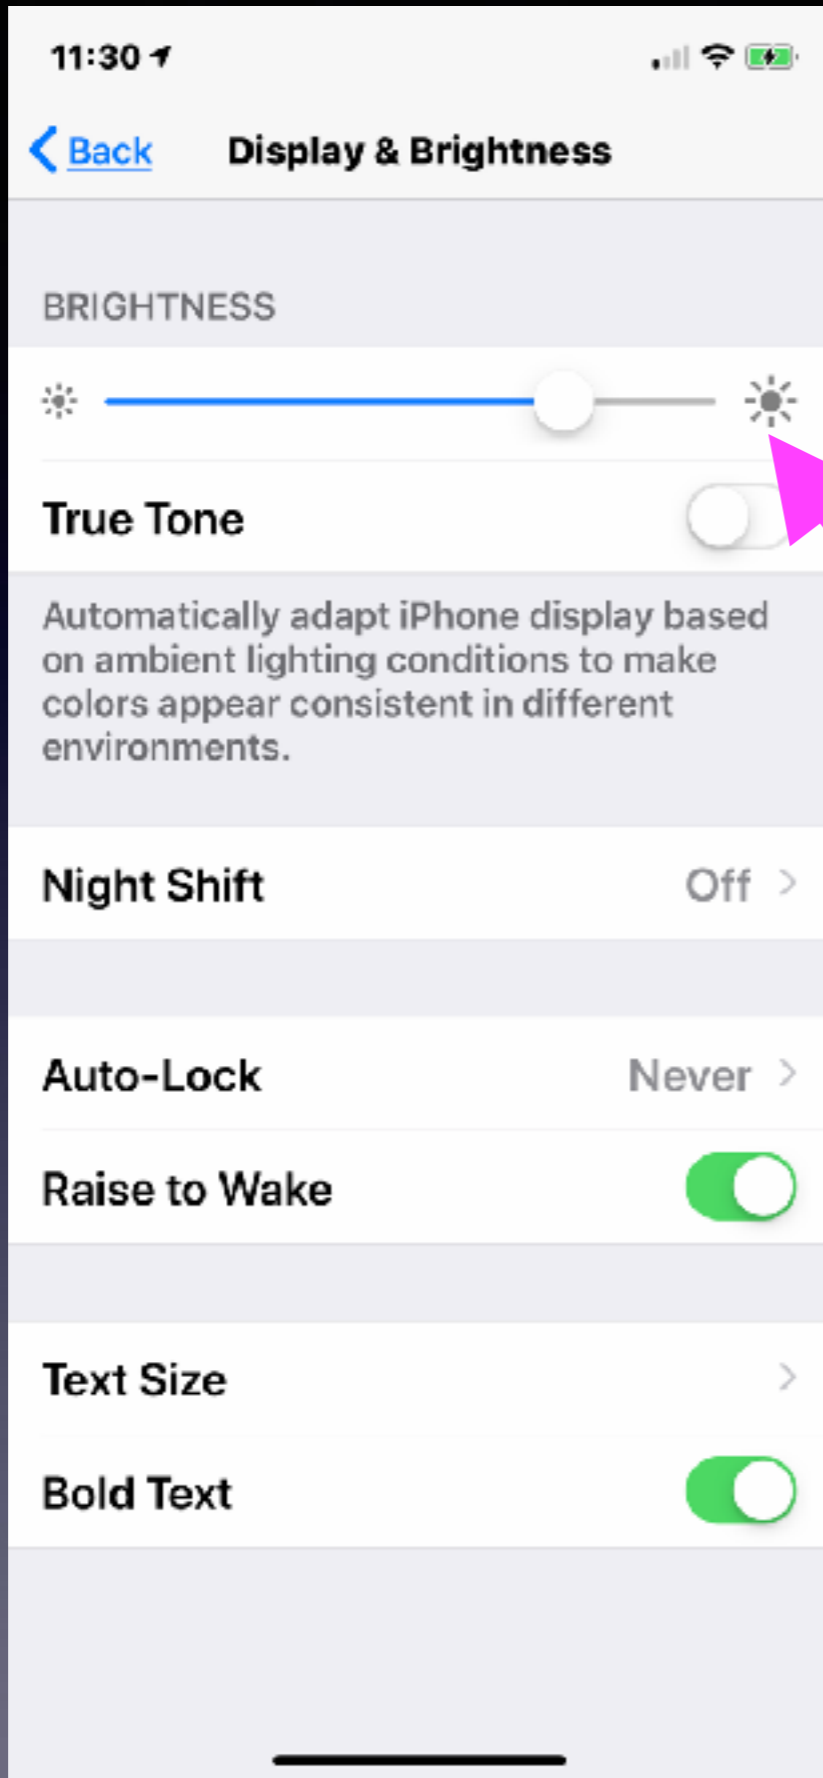 11:30
Back Display & Brightness
BRIGHTNESS
True Tone
Automatically adapt iPhone display based
on ambient lighting conditions to make
colors appear consistent in different
environments.
Night Shift Off
Auto-Lock Never
Raise to Wake
Text Size
Bold Text